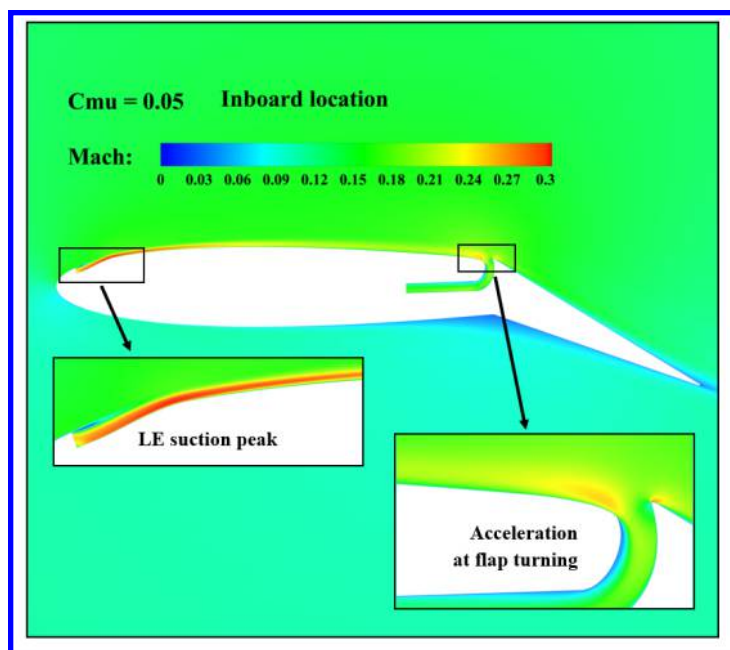 Cmu = 0.05 Inboard location
Mach:
0 0.03 0.06 0.09 0.12 0.15 0.18 0.21 0.24 0.27 0.3
LE suction peak
Acceleration
at flap turning